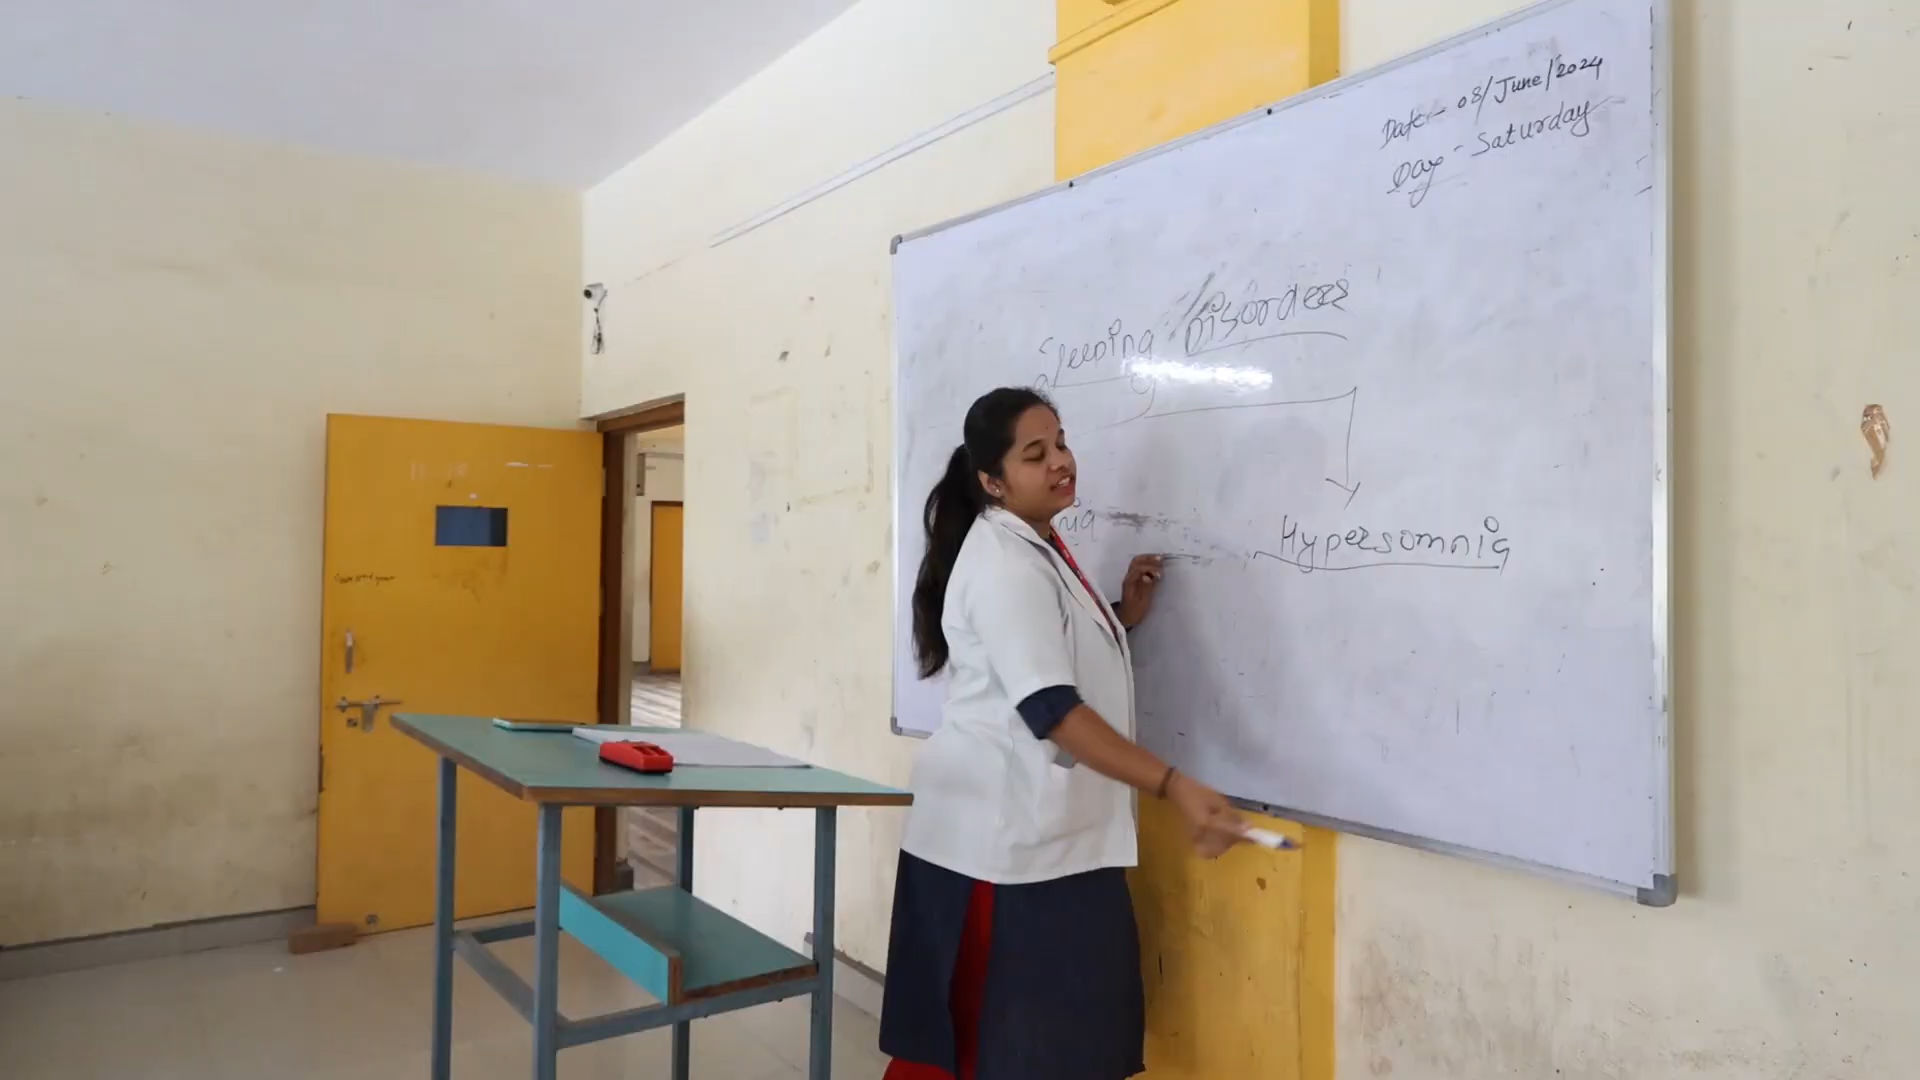 Date - 08/June/2024
Day - Saturday
Sleeping Disorders
Hypersomnia